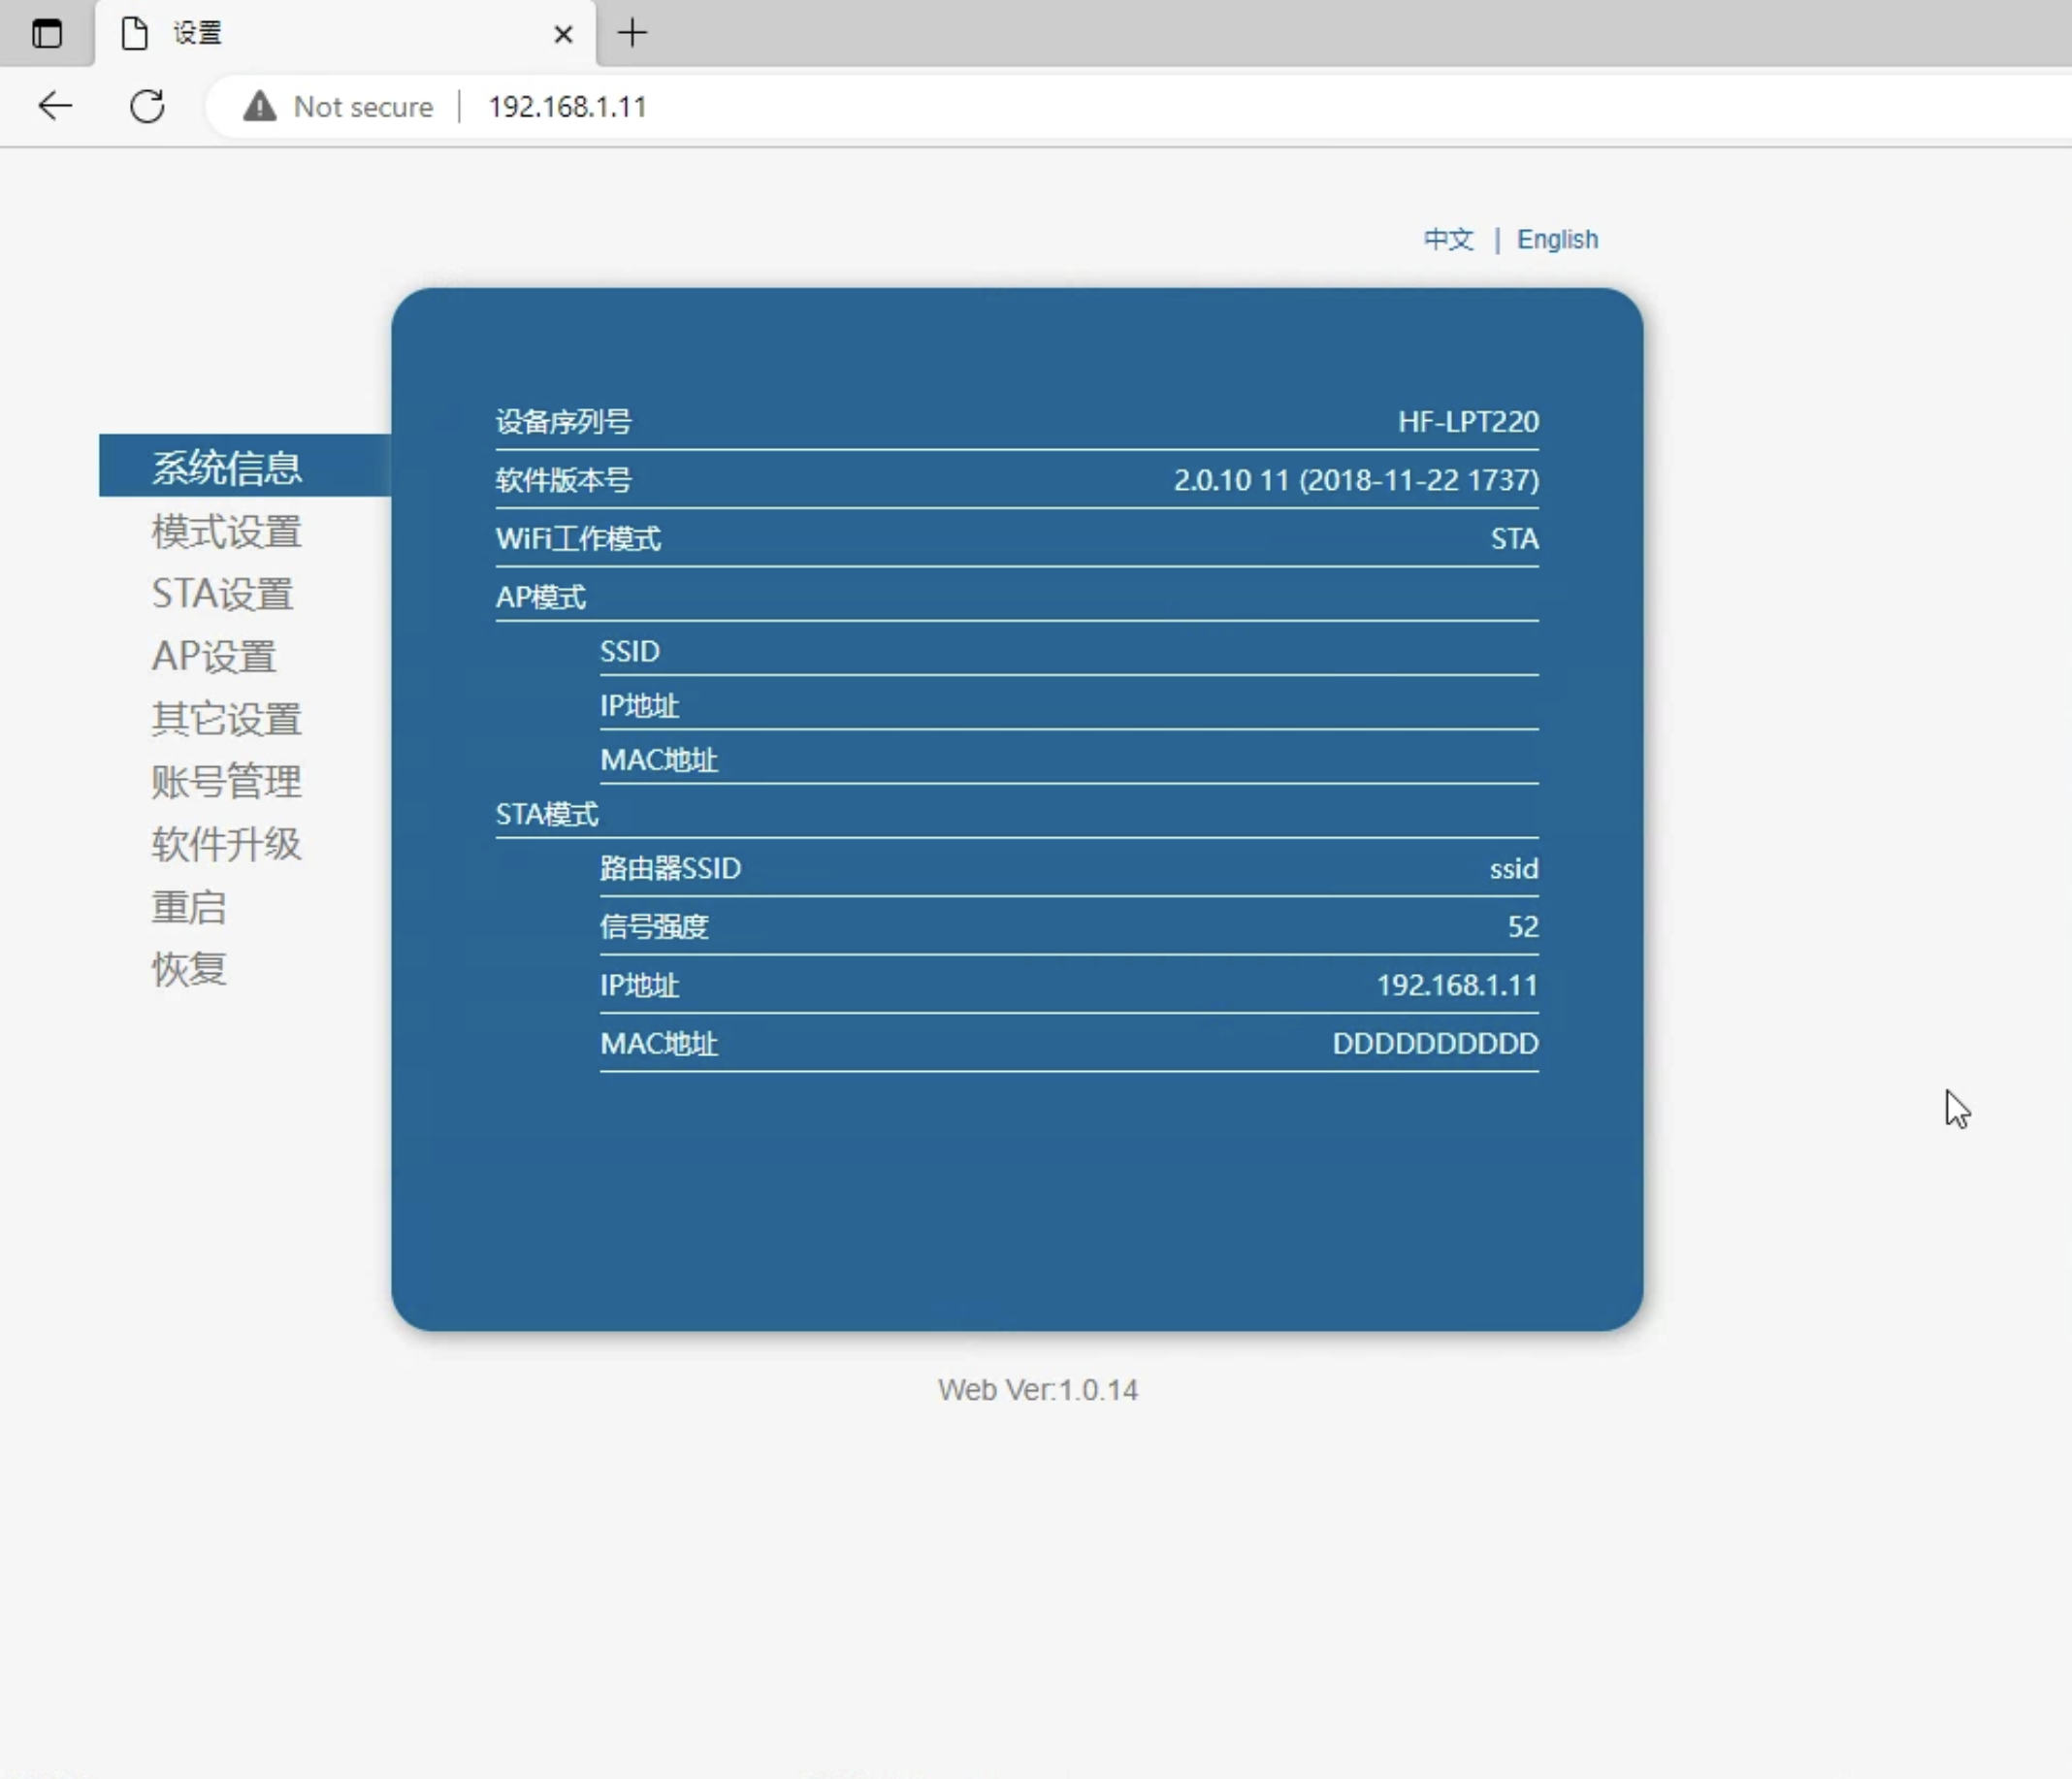 设置
Not secure | 192.168.1.11
中文 | English
系统信息
模式设置
STA设置
AP设置
其它设置
账号管理
软件升级
重启
恢复
设备序列号 HF-LPT220
软件版本号 2.0.10 11 (2018-11-22 1737)
WiFi工作模式 STA
AP模式
SSID
IP地址
MAC地址
STA模式
路由器SSID ssid
信号强度 52
IP地址 192.168.1.11
MAC地址 DDDDDDDDDD
Web Ver:1.0.14